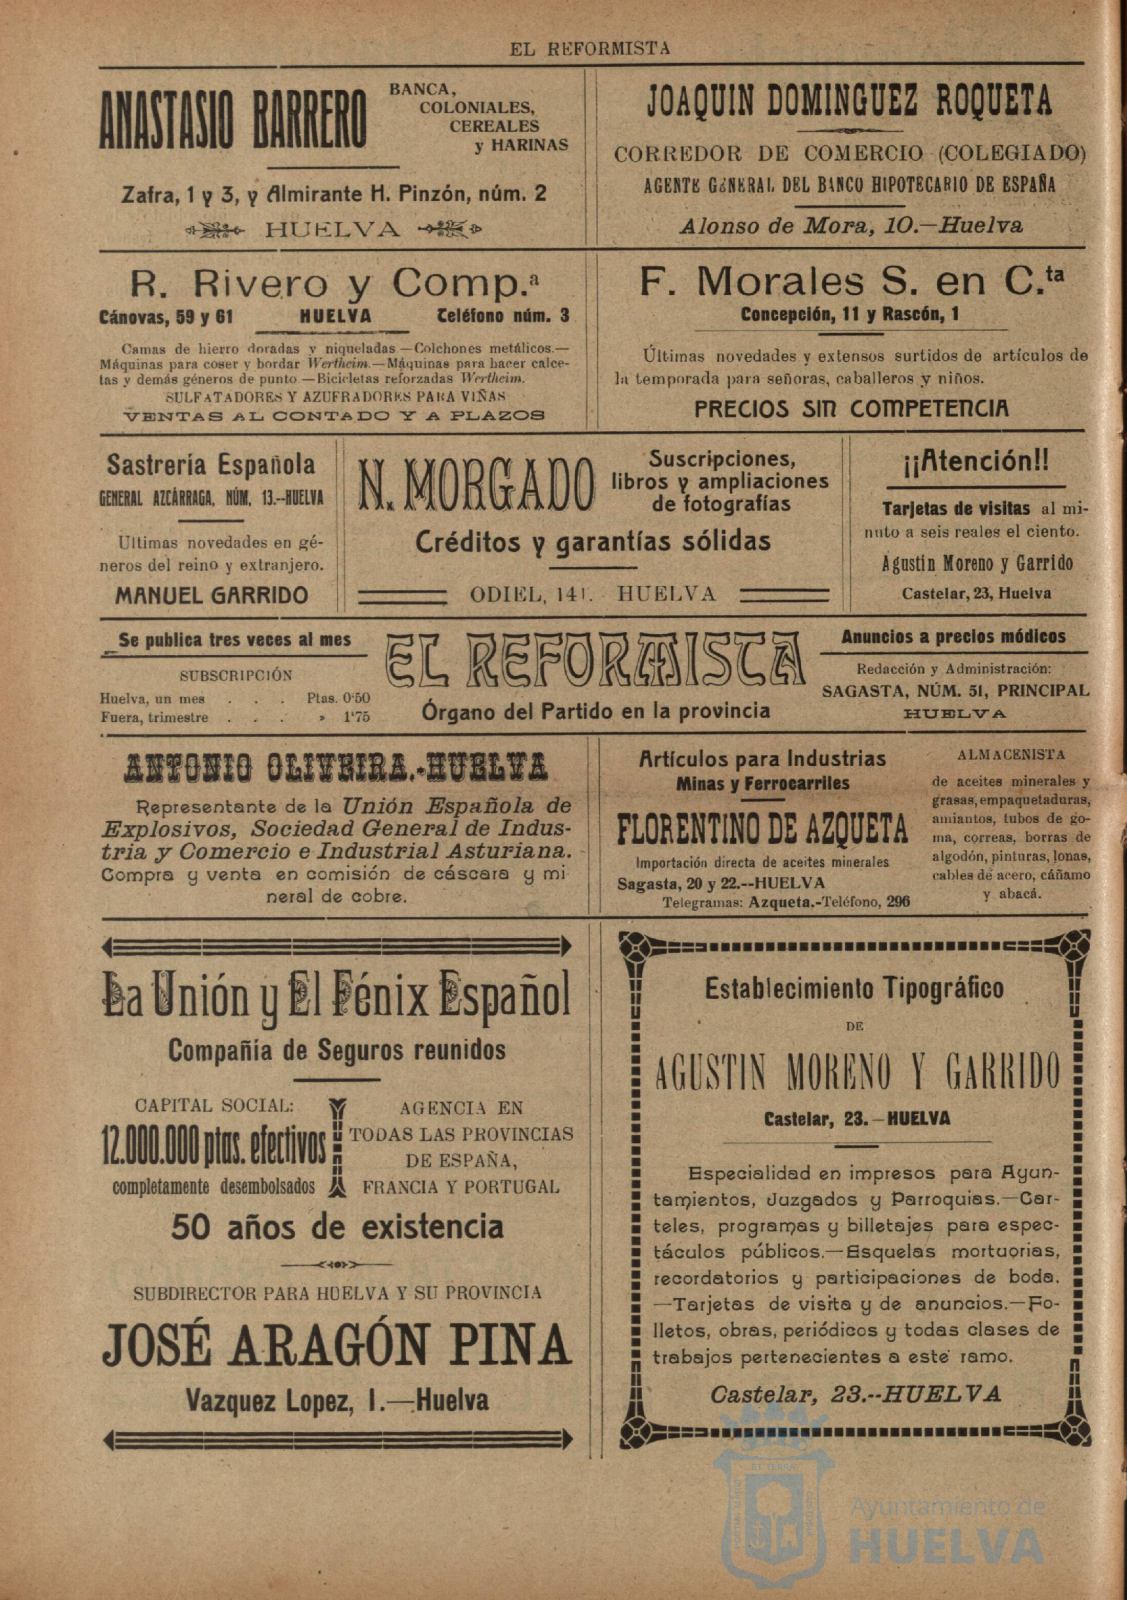 EL REFORMISTA
ANASTASIO BARRERO
BANCA,
COLONIALES,
CEREALES
y HARINAS
Zafra, 1 y 3, y Almirante H. Pinzón, núm. 2
HUELVA
JOAQUIN DOMINGUEZ ROQUETA
CORREDOR DE COMERCIO (COLEGIADO)
AGENTE GENERAL DEL BANCO HIPOTECARIO DE ESPAÑA
Alonso de Mora, 10.—Huelva
R. Rivero y Comp.ª
Cánovas, 59 y 61 HUELVA Teléfono núm. 3
Camas de hierro doradas y niqueladas—Colchones metálicos.—
Máquinas para coser y bordar Wertheim.—Máquinas para hacer calce-
tas y demás géneros de punto.—Bicicletas reforzadas Wertheim.
SULFATADORES Y AZUFRADORES PARA VIÑAS
VENTAS AL CONTADO Y A PLAZOS
F. Morales S. en C.ta
Concepción, 11 y Rascón, 1
Últimas novedades y extensos surtidos de artículos de
la temporada para señoras, caballeros y niños.
PRECIOS SIN COMPETENCIA
Sastrería Española
GENERAL AZCÁRRAGA, NÚM, 13.--HUELVA
Ultimas novedades en gé-
neros del reino y extranjero.
MANUEL GARRIDO
N. MORGADO
Suscripciones,
libros y ampliaciones
de fotografías
Créditos y garantías sólidas
ODIEL, 141. HUELVA
¡¡Atención!!
Tarjetas de visitas al mi-
nuto a seis reales el ciento.
Agustin Moreno y Garrido
Castelar, 23, Huelva
Se publica tres veces al mes
SUBSCRIPCIÓN
Huelva, un mes . . . Ptas. 0'50
Fuera, trimestre . . . » 1'75
EL REFORMISTA
Órgano del Partido en la provincia
Anuncios a precios módicos
Redacción y Administración:
SAGASTA, NÚM. 51, PRINCIPAL
HUELVA
ANTONIO OLIVEIRA.-HUELVA
Representante de la Unión Española de
Explosivos, Sociedad General de Indus-
tria y Comercio e Industrial Asturiana.
Compra y venta en comisión de cáscara y mi
neral de cobre.
Artículos para Industrias
Minas y Ferrocarriles
FLORENTINO DE AZQUETA
Importación directa de aceites minerales
Sagasta, 20 y 22.--HUELVA
Telegramas: Azqueta.-Teléfono, 296
ALMACENISTA
de aceites minerales y
grasas, empaquetaduras,
amiantos, tubos de go-
ma, correas, borras de
algodón, pinturas, lonas,
cables de acero, cáñamo
y abacá.
La Unión y El Fénix Español
Compañía de Seguros reunidos
CAPITAL SOCIAL:
12.000.000 ptas. efectivos
completamente desembolsados
AGENCIA EN
TODAS LAS PROVINCIAS
DE ESPAÑA,
FRANCIA Y PORTUGAL
50 años de existencia
SUBDIRECTOR PARA HUELVA Y SU PROVINCIA
JOSÉ ARAGÓN PINA
Vazquez Lopez, 1.—Huelva
Establecimiento Tipográfico
DE
AGUSTIN MORENO Y GARRIDO
Castelar, 23.—HUELVA
Especialidad en impresos para Ayun-
tamientos, Juzgados y Parroquias.—Car-
teles, programas y billetajes para espec-
táculos públicos.—Esquelas mortuorias,
recordatorios y participaciones de boda.
—Tarjetas de visita y de anuncios.—Fo-
lletos, obras, periódicos y todas clases de
trabajos pertenecientes a este ramo.
Castelar, 23.--HUELVA
Ayuntamiento de
HUELVA